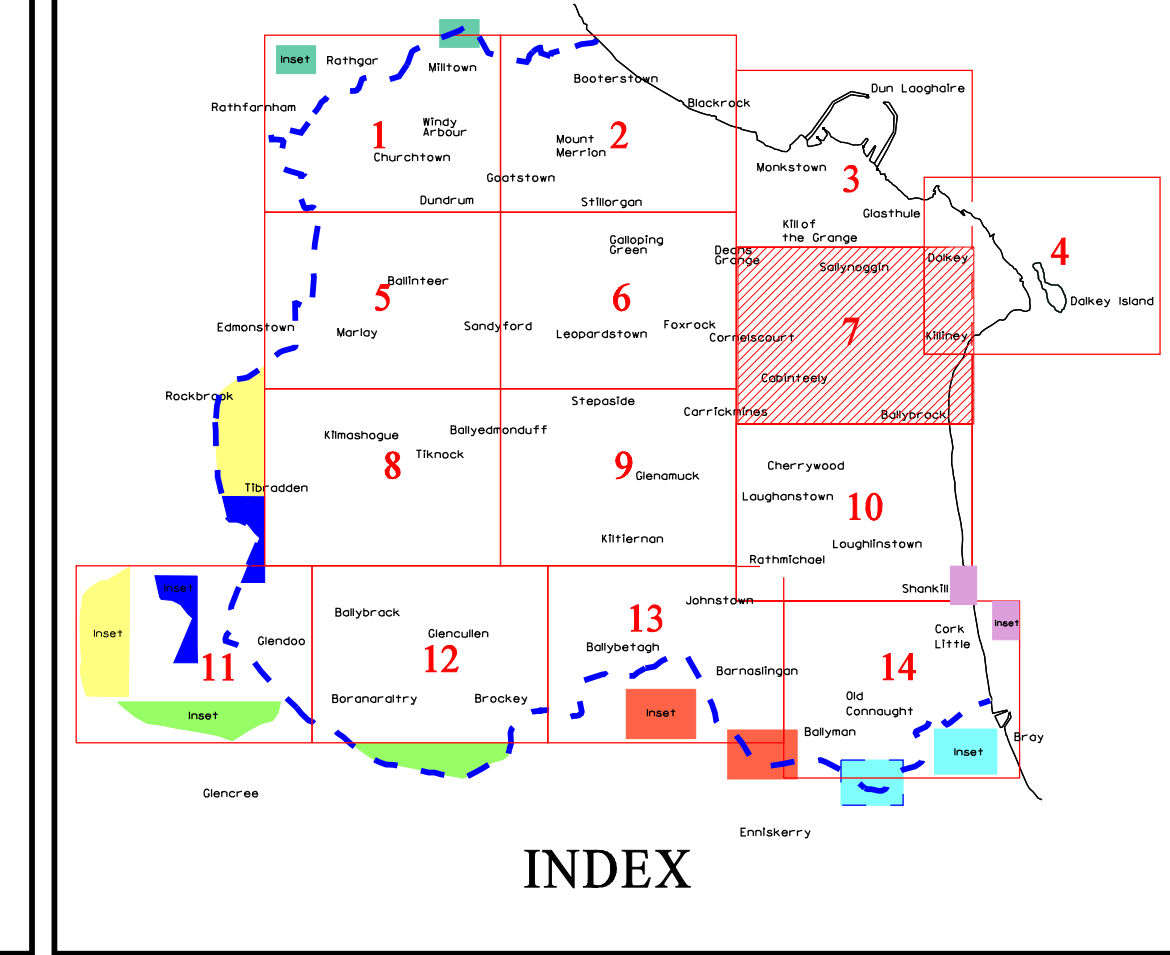 Inset
Rathgar
Milltown
Booterstown
Dun Laoghaire
Rathfarnham
Blackrock
1
Windy
Arbour
Churchtown
2
Mount
Merrion
Monkstown
3
Goatstown
Dundrum
Stillorgan
Glasthule
Kill of
the Grange
Galloping
Green
Deans
Grange
Sallynoggin
Dalkey
4
Dalkey Island
5
Ballinteer
6
Edmonstown
Marlay
Sandyford
Leopardstown
Foxrock
Cornelscourt
7
Killiney
Cabinteely
Rockbrook
Stepaside
Carrickmines
Ballybrack
Kilmashogue
Ballyedmonduff
Tiknock
8
9
Glenamuck
Cherrywood
Tibradden
Laughanstown
10
Kiltiernan
Loughlinstown
Rathmichael
Shankill
Inset
Johnstown
Inset
Ballybrack
Inset
Glendoo
Glencullen
13
Ballybetagh
Cork
Little
11
12
Barnaslingan
14
Boranaraltry
Brockey
Old
Connaught
Inset
Inset
Ballyman
Bray
Inset
Glencree
Enniskerry
INDEX